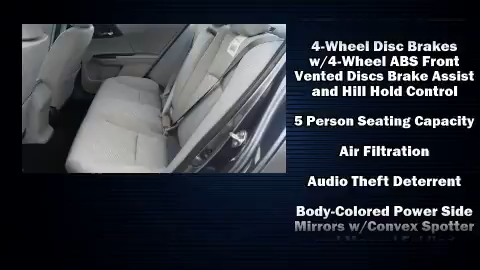 4-Wheel Disc Brakes
w/4-Wheel ABS Front
Vented Discs Brake Assist
and Hill Hold Control
5 Person Seating Capacity
Air Filtration
Audio Theft Deterrent
Body-Colored Power Side
Mirrors w/Convex Spotter